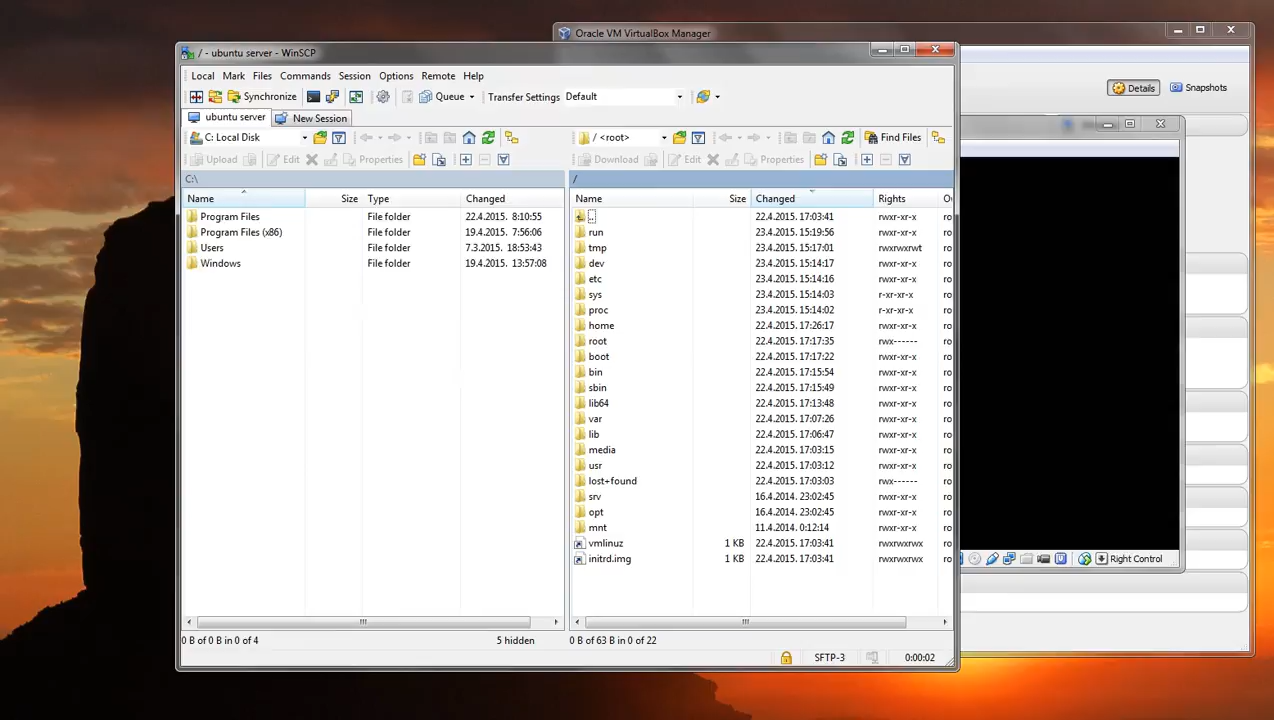 Oracle VM VirtualBox Manager
/ - ubuntu server - WinSCP
Local Mark Files Commands Session Options Remote Help
Details Snapshots
Synchronize Queue Transfer Settings Default
ubuntu server New Session
C: Local Disk / <root> Find Files
Upload Edit Properties Download Edit Properties
C:\ /
Name Size Type Changed Name Size Changed Rights
Program Files File folder 22.4.2015. 8:10:55 .. 22.4.2015. 17:03:41 rwxr-xr-x
Program Files (x86) File folder 19.4.2015. 7:56:06 run 23.4.2015. 15:19:56 rwxr-xr-x
Users File folder 7.3.2015. 18:53:43 tmp 23.4.2015. 15:17:01 rwxrwxrwt
Windows File folder 19.4.2015. 13:57:08 dev 23.4.2015. 15:14:17 rwxr-xr-x
etc 23.4.2015. 15:14:16 rwxr-xr-x
sys 23.4.2015. 15:14:03 r-xr-xr-x
proc 23.4.2015. 15:14:02 r-xr-xr-x
home 22.4.2015. 17:26:17 rwxr-xr-x
root 22.4.2015. 17:17:35 rwx------
boot 22.4.2015. 17:17:22 rwxr-xr-x
bin 22.4.2015. 17:15:54 rwxr-xr-x
sbin 22.4.2015. 17:15:49 rwxr-xr-x
lib64 22.4.2015. 17:13:48 rwxr-xr-x
var 22.4.2015. 17:07:26 rwxr-xr-x
lib 22.4.2015. 17:06:47 rwxr-xr-x
media 22.4.2015. 17:03:15 rwxr-xr-x
usr 22.4.2015. 17:03:12 rwxr-xr-x
lost+found 22.4.2015. 17:03:03 rwx------
srv 16.4.2014. 23:02:45 rwxr-xr-x
opt 16.4.2014. 23:02:45 rwxr-xr-x
mnt 11.4.2014. 0:12:14 rwxr-xr-x
vmlinuz 1 KB 22.4.2015. 17:03:41 rwxrwxrwx
initrd.img 1 KB 22.4.2015. 17:03:41 rwxrwxrwx
Right Control
0 B of 0 B in 0 of 4 5 hidden 0 B of 63 B in 0 of 22
SFTP-3 0:00:02